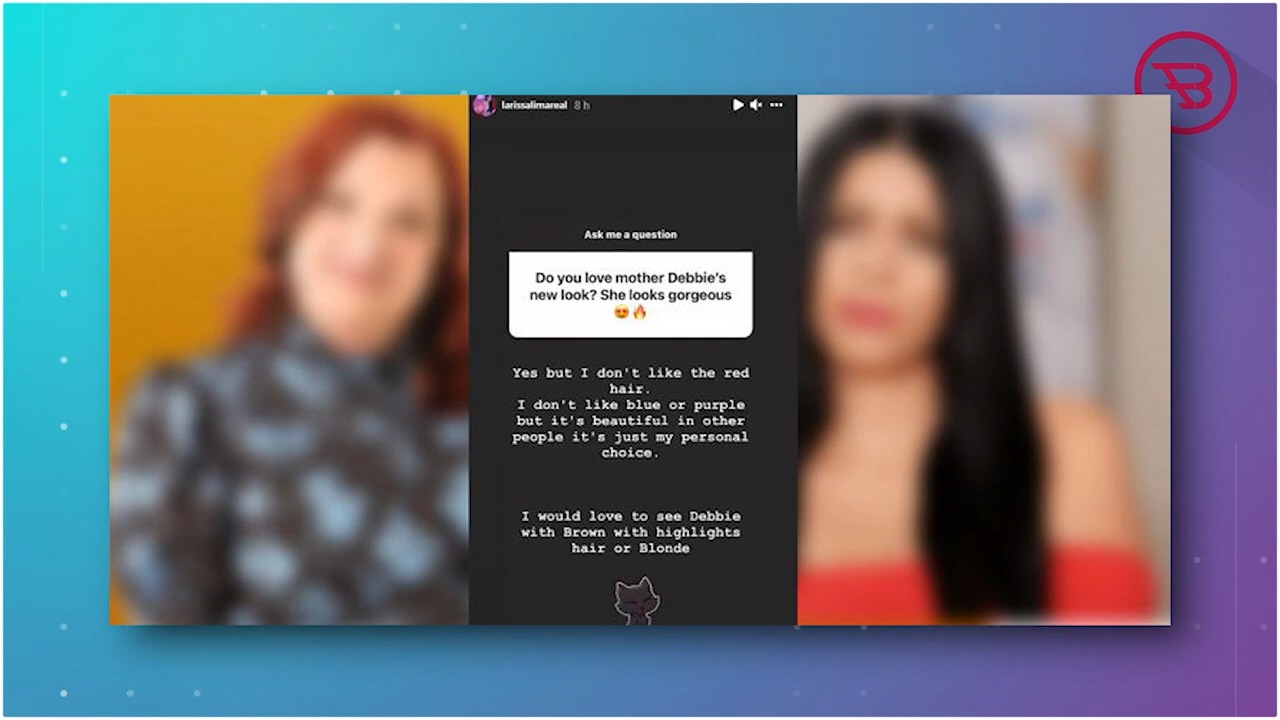 larissalimareal 8 h
Ask me a question
Do you love mother Debbie's
new look? She looks gorgeous
😍🔥
Yes but I don't like the red
hair.
I don't like blue or purple
but it's beautiful in other
people it's just my personal
choice.
I would love to see Debbie
with Brown with highlights
hair or Blonde